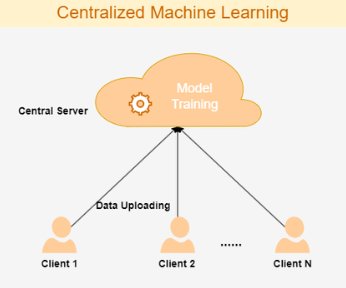 Centralized Machine Learning
Model
Training
Central Server
Data Uploading
......
Client 1
Client 2
Client N